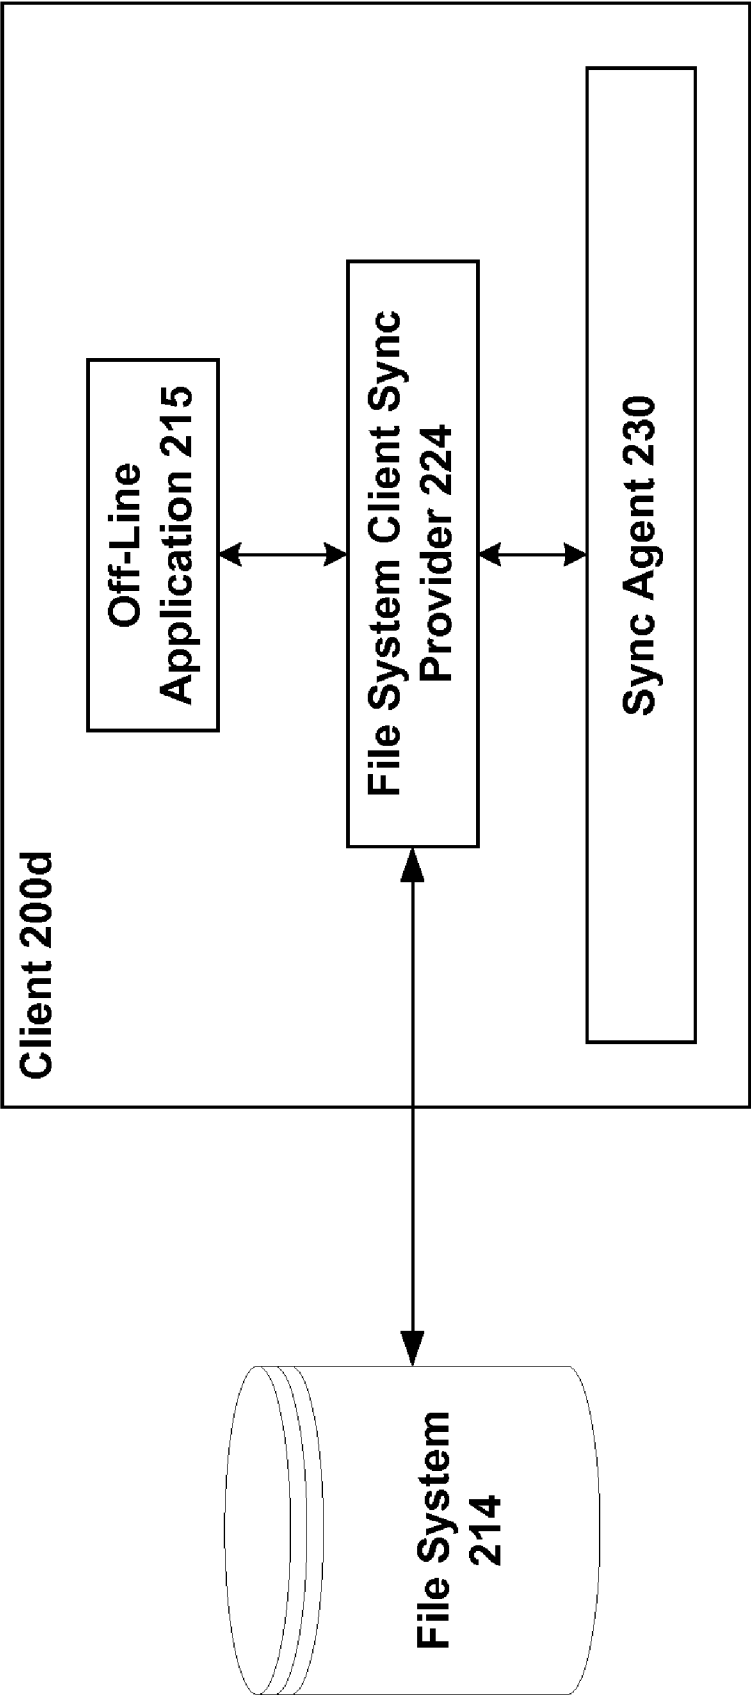 Client 200d
Off-Line
Application 215
File System Client Sync
Provider 224
Sync Agent 230
File System
214